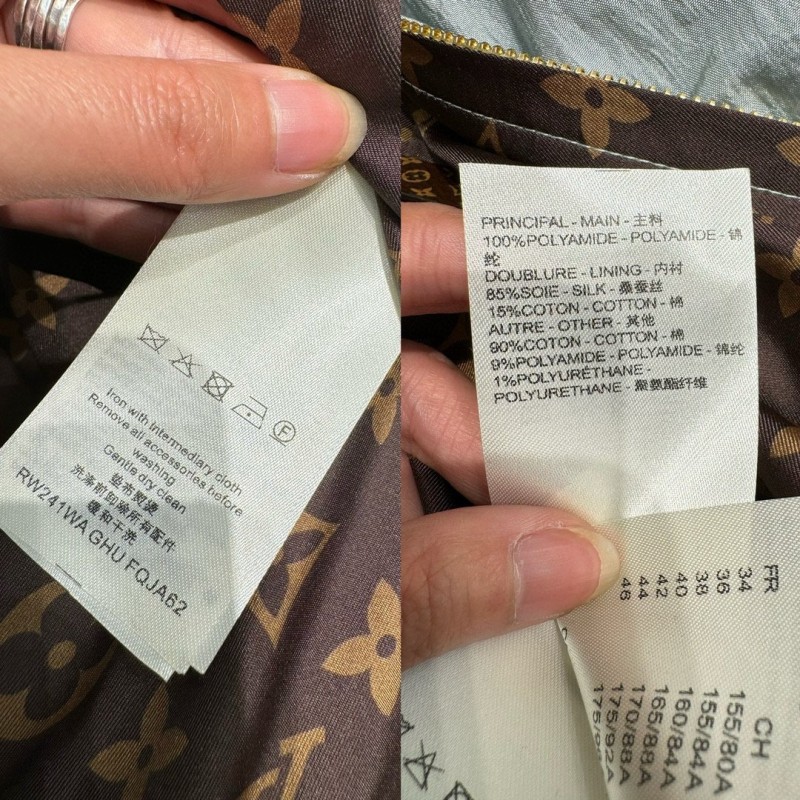 Iron with intermediary cloth
Remove all accessories before
washing
Gentle dry clean
垫布熨烫
洗涤前卸除所有配件
缓和干洗
RW241WA GHU FQJA62
PRINCIPAL - MAIN - 主料
100%POLYAMIDE - POLYAMIDE - 锦
纶
DOUBLURE - LINING - 内衬
85%SOIE - SILK - 桑蚕丝
15%COTON - COTTON - 棉
AUTRE - OTHER - 其他
90%COTON - COTTON - 棉
9%POLYAMIDE - POLYAMIDE - 锦纶
1%POLYURÉTHANE -
POLYURETHANE - 聚氨酯纤维
FR CH
34 155/80A
36 155/84A
38 160/84A
40 165/84A
42 165/88A
44 170/88A
46 175/92A